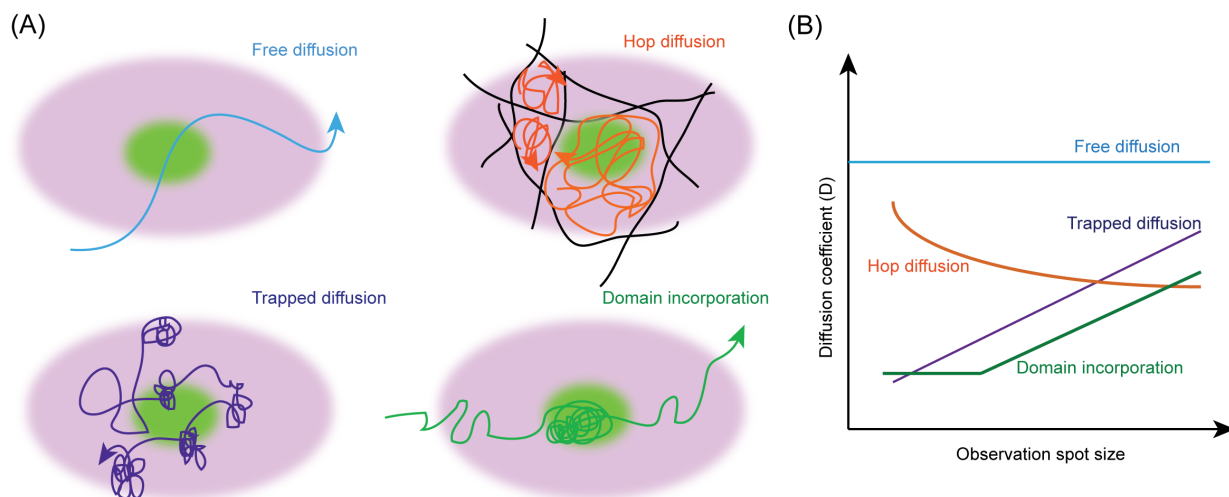 (A)
Free diffusion
Hop diffusion
Trapped diffusion
Domain incorporation
(B)
Diffusion coefficient (D)
Free diffusion
Trapped diffusion
Hop diffusion
Domain incorporation
Observation spot size